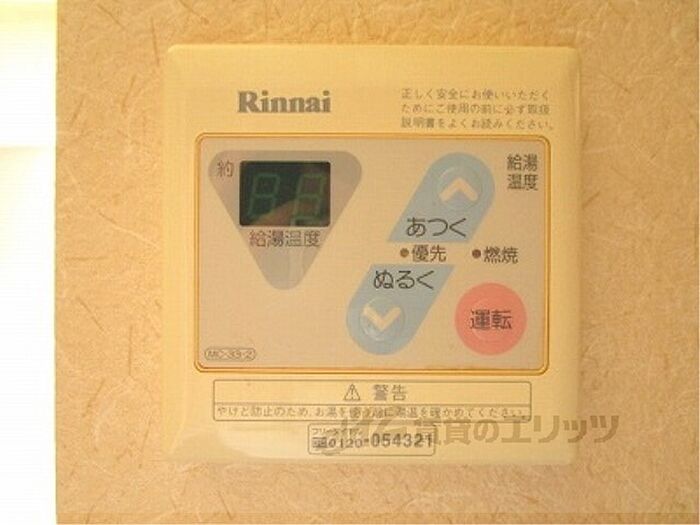 Rinnai
正しく安全にお使いいただく
ためにご使用の前に必ず取扱
説明書をよくお読みください。
約
給湯温度
給湯
温度
あつく
優先
燃焼
ぬるく
運転
MC-33-2
⚠ 警告
やけど防止のため、お湯を使う前に湯温を確かめてください。
フリーダイヤル
0120-054321
賃貸のエリッツ